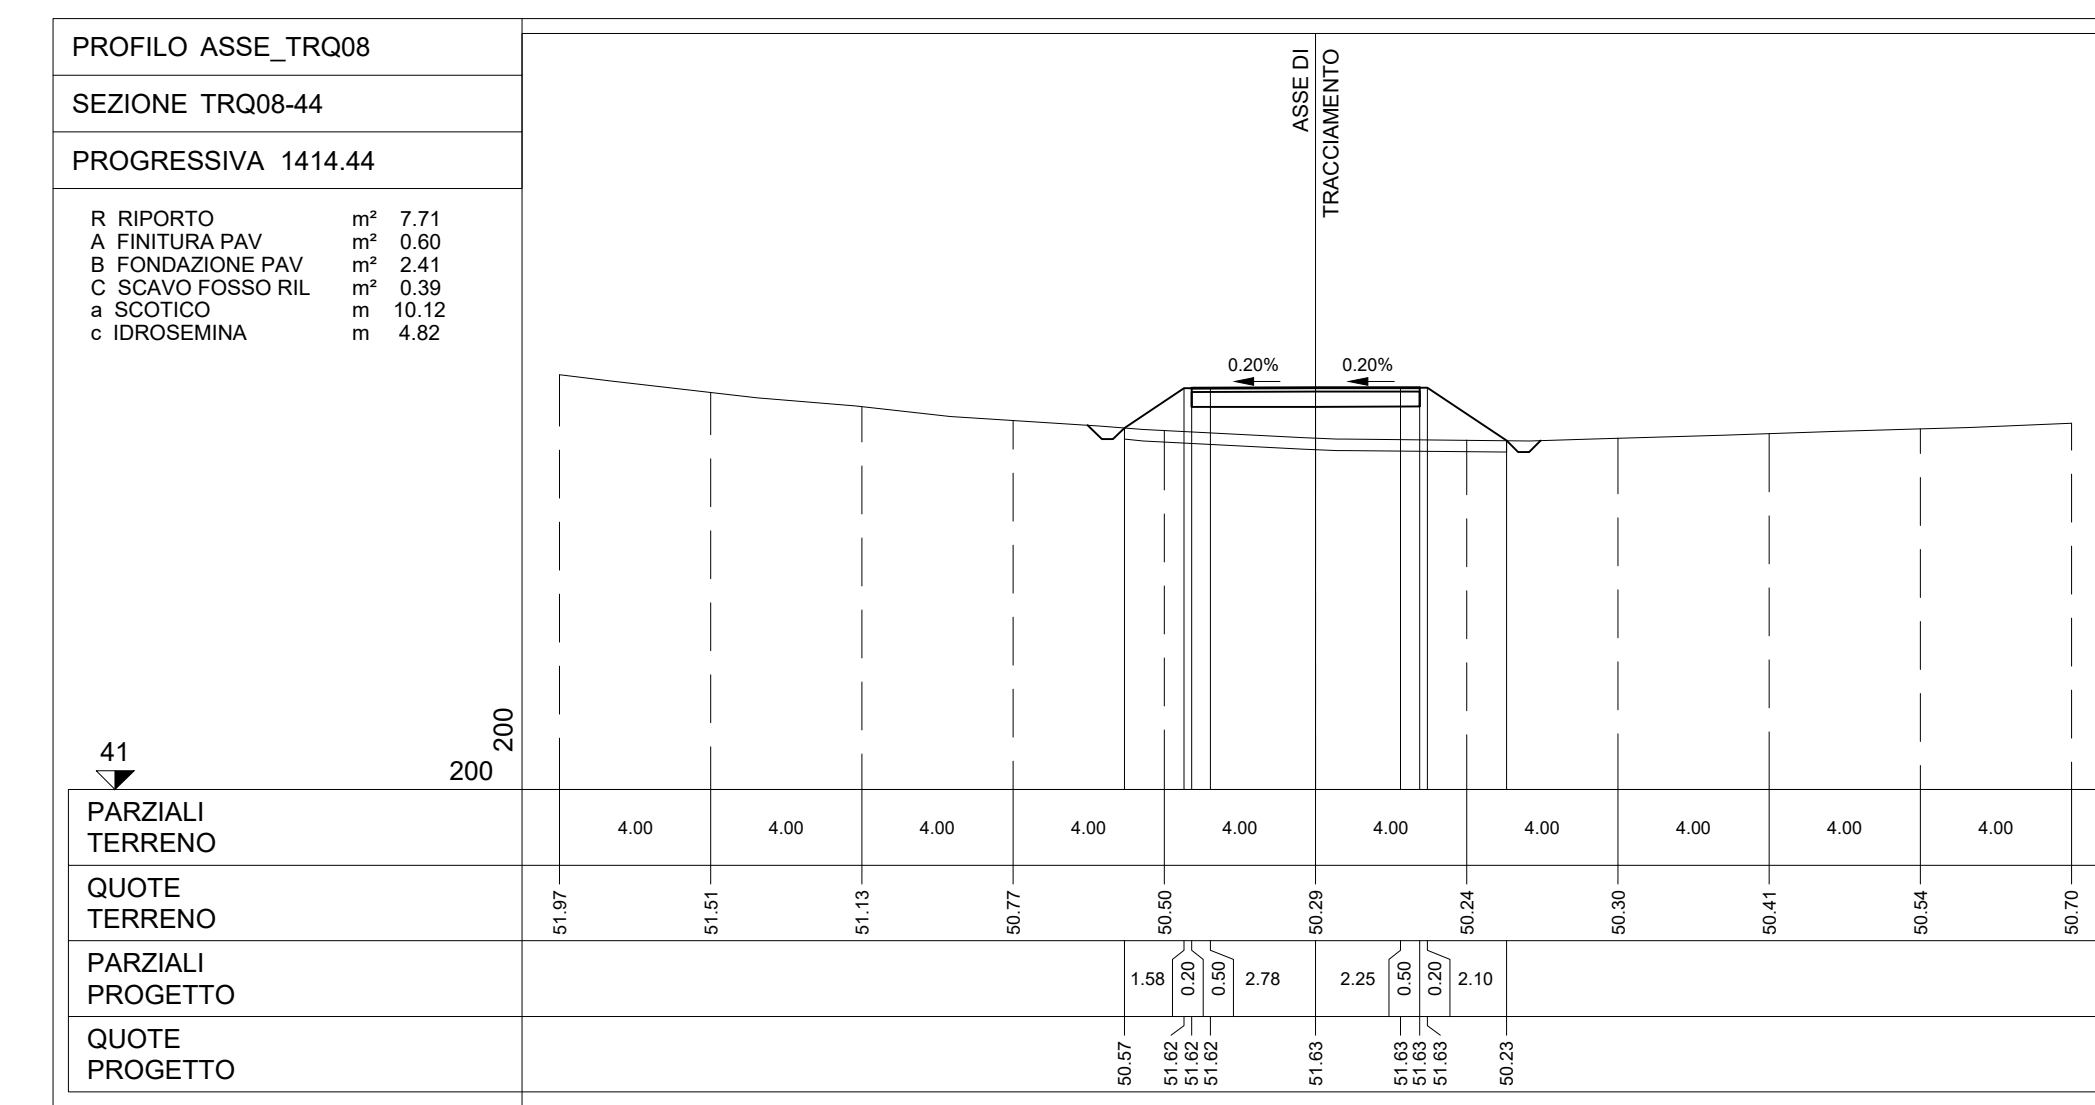 PROFILO ASSE_TRQ08
SEZIONE TRQ08-44
PROGRESSIVA 1414.44
R RIPORTO m² 7.71
A FINITURA PAV m² 0.60
B FONDAZIONE PAV m² 2.41
C SCAVO FOSSO RIL m² 0.39
a SCOTICO m 10.12
c IDROSEMINA m 4.82
ASSE DI
TRACCIAMENTO
0.20% 0.20%
41
200
200
PARZIALI
TERRENO
4.00 4.00 4.00 4.00 4.00 4.00 4.00 4.00 4.00 4.00
QUOTE
TERRENO
51.97 51.51 51.13 50.77 50.50 50.29 50.24 50.30 50.41 50.54 50.70
PARZIALI
PROGETTO
1.58 0.20 0.50 2.78 2.25 0.50 0.20 2.10
QUOTE
PROGETTO
50.57 51.62 51.62 51.62 51.63 51.63 51.63 51.63 50.23